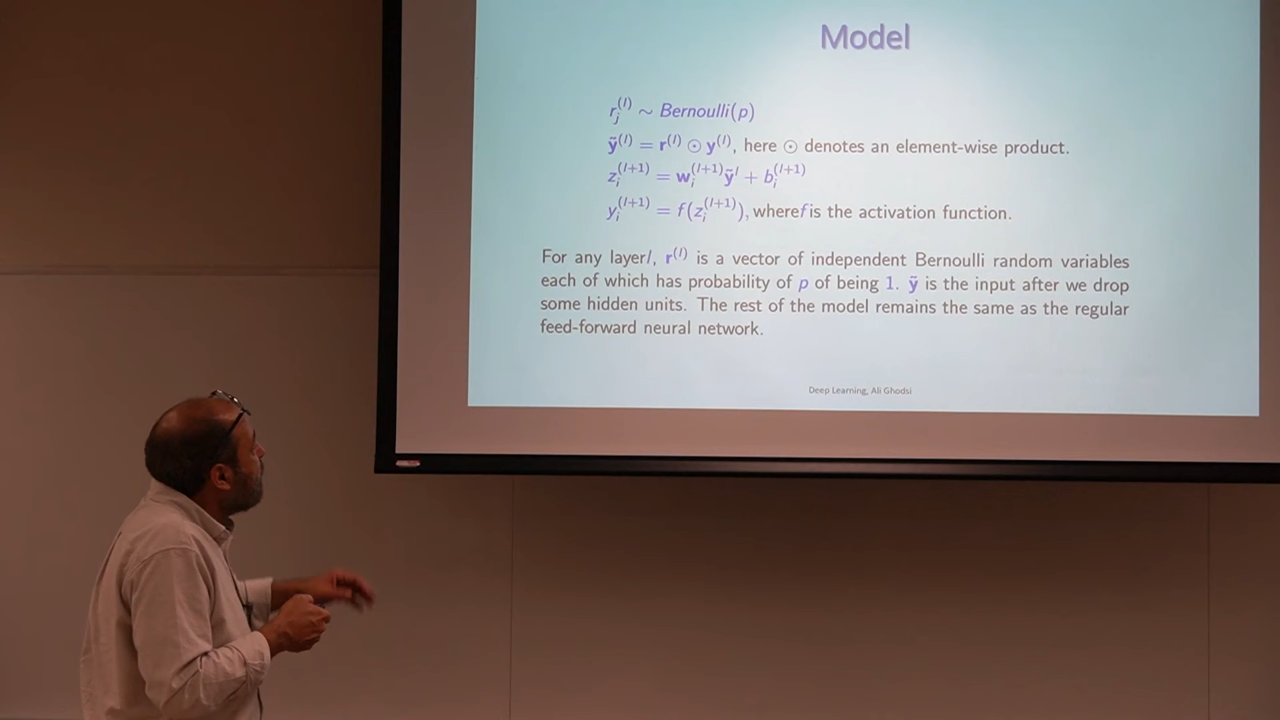 Model
r_j^{(l)} ~ Bernoulli(p)
ỹ^{(l)} = r^{(l)} ⊙ y^{(l)}, here ⊙ denotes an element-wise product.
z_i^{(l+1)} = w_i^{(l+1)}ỹ^l + b_i^{(l+1)}
y_i^{(l+1)} = f(z_i^{(l+1)}), wherefis the activation function.
For any layerl, r^{(l)} is a vector of independent Bernoulli random variables
each of which has probability of p of being 1. ỹ is the input after we drop
some hidden units. The rest of the model remains the same as the regular
feed-forward neural network.
Deep Learning, Ali Ghodsi